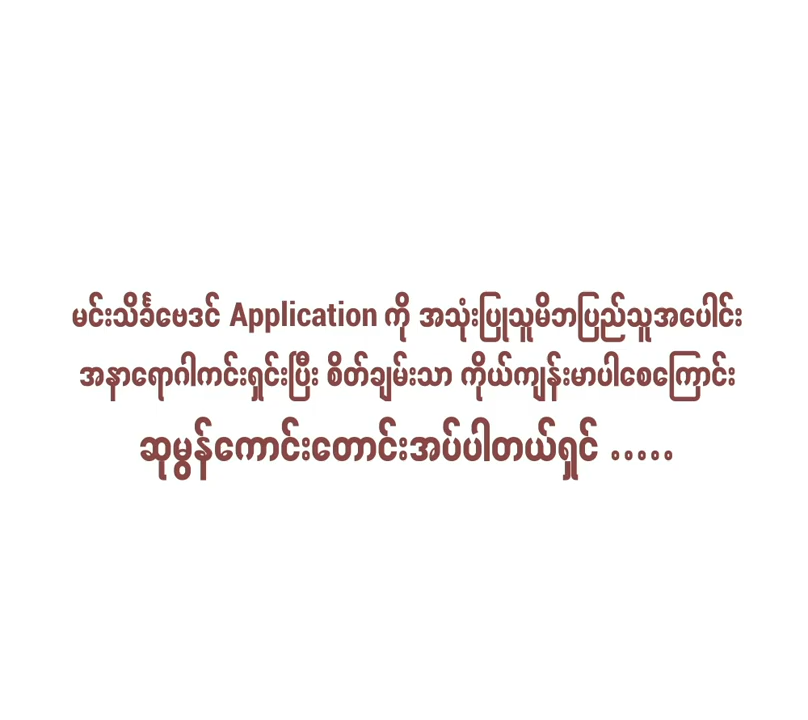 မင်းသိင်္ခဗေဒင် Application ကို အသုံးပြုသူမိဘပြည်သူအပေါင်း
အနာရောဂါကင်းရှင်းပြီး စိတ်ချမ်းသာ ကိုယ်ကျန်းမာပါစေကြောင်း
ဆုမွန်ကောင်းတောင်းအပ်ပါတယ်ရှင် .....